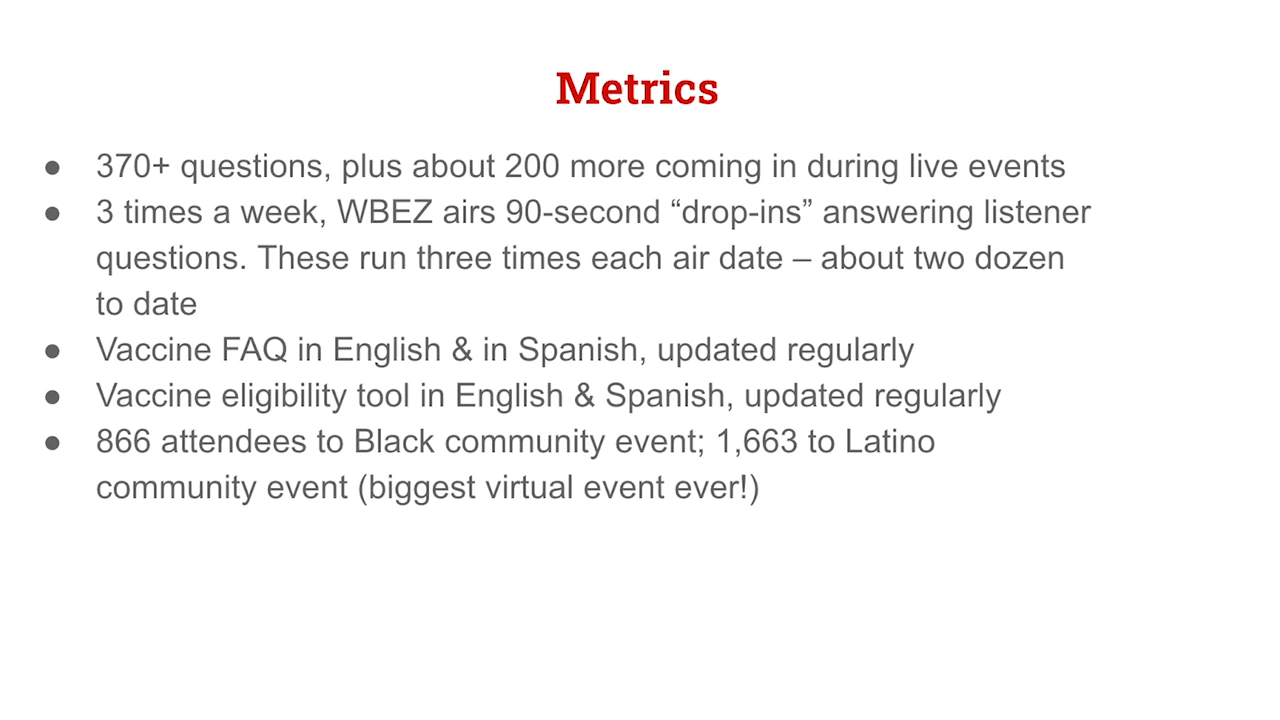 Metrics
● 370+ questions, plus about 200 more coming in during live events
● 3 times a week, WBEZ airs 90-second “drop-ins” answering listener
questions. These run three times each air date – about two dozen
to date
● Vaccine FAQ in English & in Spanish, updated regularly
● Vaccine eligibility tool in English & Spanish, updated regularly
● 866 attendees to Black community event; 1,663 to Latino
community event (biggest virtual event ever!)